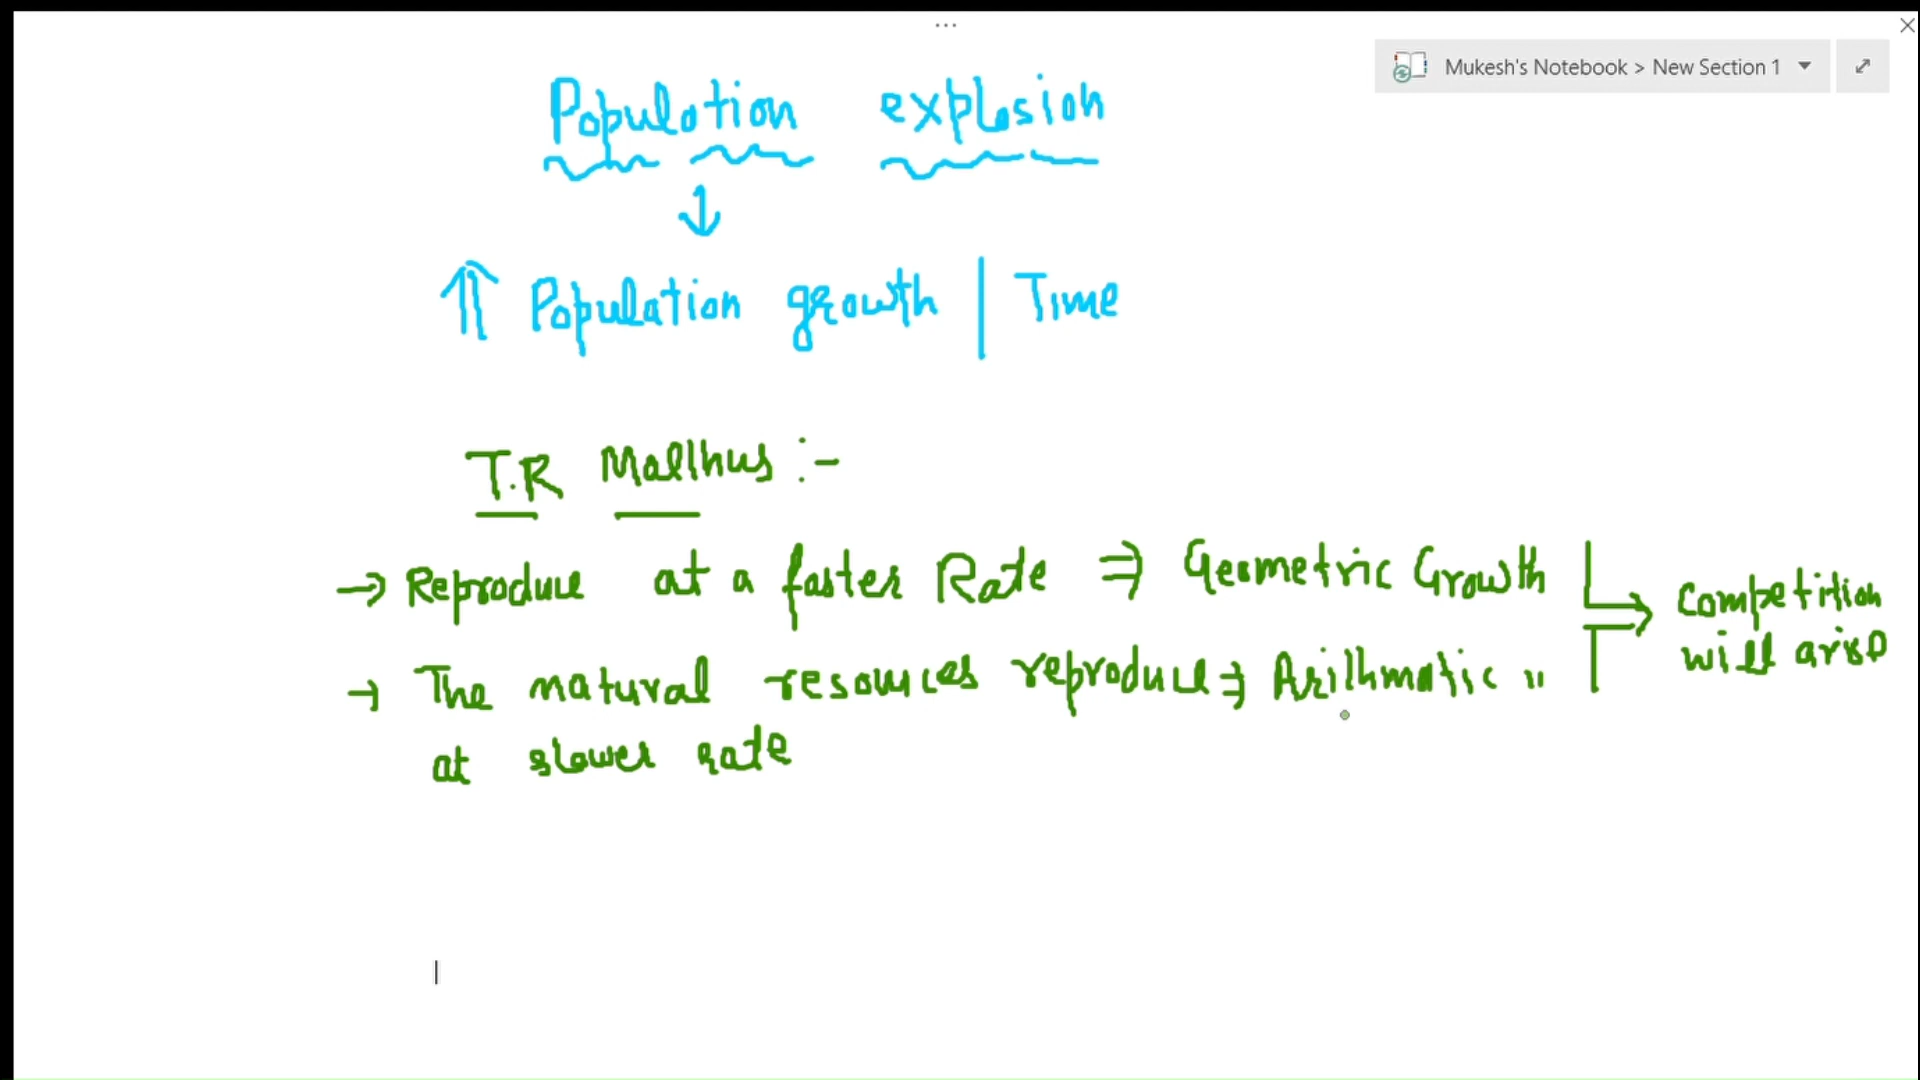 ...
Mukesh's Notebook > New Section 1
Population explosion
↓
⇑ Population growth | Time
T.R Malthus :-
→ Reproduce at a faster Rate ⇒ Geometric Growth
→ The natural resources reproduce ⇒ Arithmatic "
at slower rate
Competition
will arise